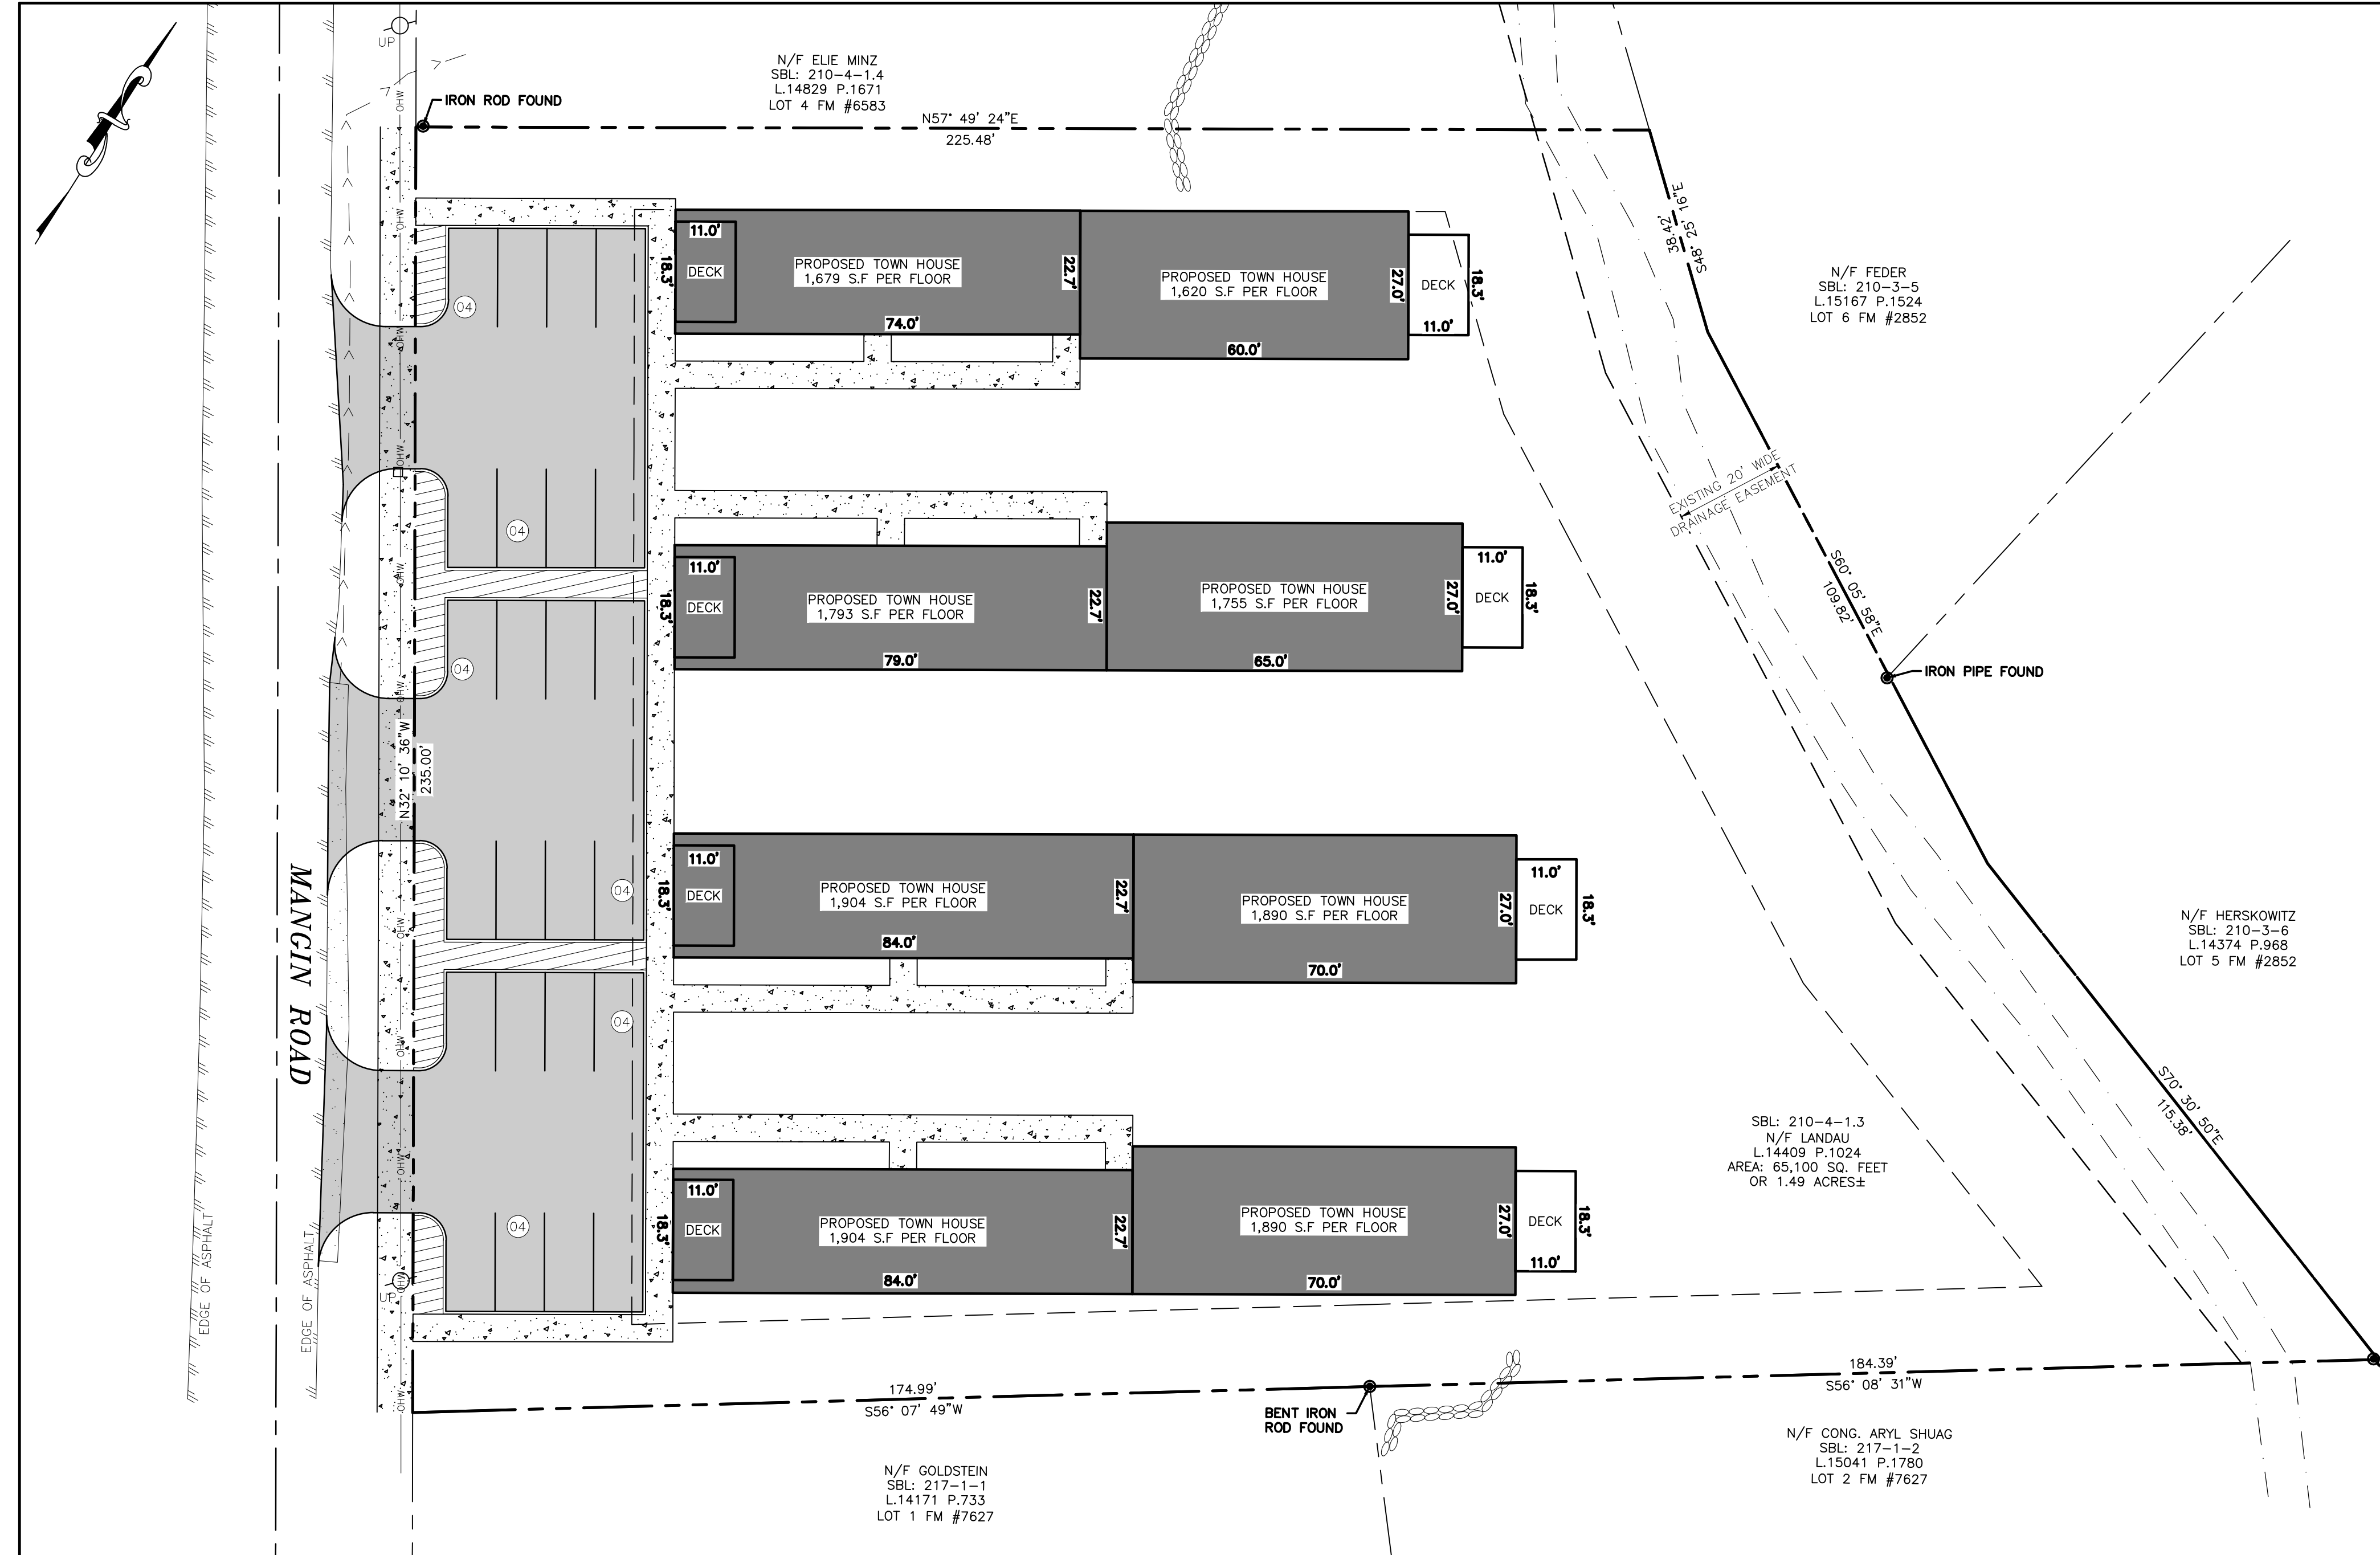 UP
N/F ELIE MINZ
SBL: 210-4-1.4
L.14829 P.1671
LOT 4 FM #6583
IRON ROD FOUND
N57° 49' 24"E
225.48'
OHW
OHW
OHW
OHW
OHW
OHW
OHW
OHW
OHW
OHW
OHW
38.42'
S48° 25' 16"E
N/F FEDER
SBL: 210-3-5
L.15167 P.1524
LOT 6 FM #2852
11.0'
DECK
18.3'
PROPOSED TOWN HOUSE
1,679 S.F PER FLOOR
22.7'
74.0'
PROPOSED TOWN HOUSE
1,620 S.F PER FLOOR
27.0'
60.0'
DECK
18.3'
11.0'
04
04
EXISTING 20' WIDE
DRAINAGE EASEMENT
11.0'
DECK
18.3'
PROPOSED TOWN HOUSE
1,793 S.F PER FLOOR
22.7'
79.0'
PROPOSED TOWN HOUSE
1,755 S.F PER FLOOR
27.0'
65.0'
11.0'
DECK
18.3'
S60° 05' 58"E
109.82'
IRON PIPE FOUND
04
N32° 10' 36"W
235.00'
MANGIN ROAD
04
11.0'
DECK
18.3'
PROPOSED TOWN HOUSE
1,904 S.F PER FLOOR
22.7'
84.0'
PROPOSED TOWN HOUSE
1,890 S.F PER FLOOR
27.0'
70.0'
11.0'
DECK
18.3'
N/F HERSKOWITZ
SBL: 210-3-6
L.14374 P.968
LOT 5 FM #2852
04
S70° 30' 50"E
115.38'
SBL: 210-4-1.3
N/F LANDAU
L.14409 P.1024
AREA: 65,100 SQ. FEET
OR 1.49 ACRES±
04
11.0'
DECK
18.3'
PROPOSED TOWN HOUSE
1,904 S.F PER FLOOR
22.7'
84.0'
PROPOSED TOWN HOUSE
1,890 S.F PER FLOOR
27.0'
70.0'
DECK
11.0'
18.3'
EDGE OF ASPHALT
EDGE OF ASPHALT
UP
174.99'
S56° 07' 49"W
BENT IRON
ROD FOUND
184.39'
S56° 08' 31"W
N/F GOLDSTEIN
SBL: 217-1-1
L.14171 P.733
LOT 1 FM #7627
N/F CONG. ARYL SHUAG
SBL: 217-1-2
L.15041 P.1780
LOT 2 FM #7627